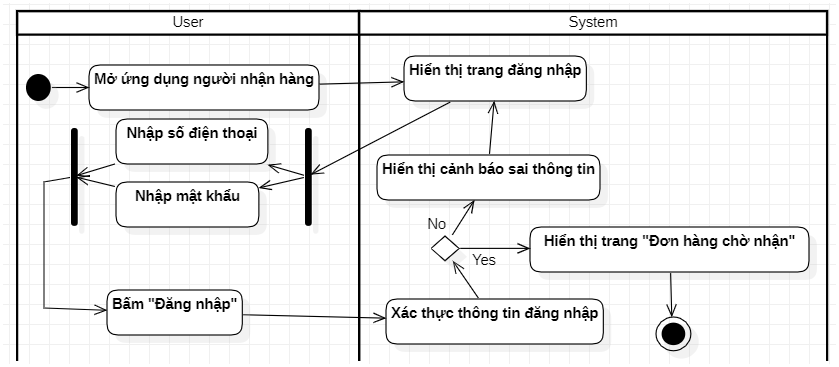 User
System
Mở ứng dụng người nhận hàng
Hiển thị trang đăng nhập
Nhập số điện thoại
Nhập mật khẩu
Hiển thị cảnh báo sai thông tin
No
Yes
Hiển thị trang "Đơn hàng chờ nhận"
Bấm "Đăng nhập"
Xác thực thông tin đăng nhập